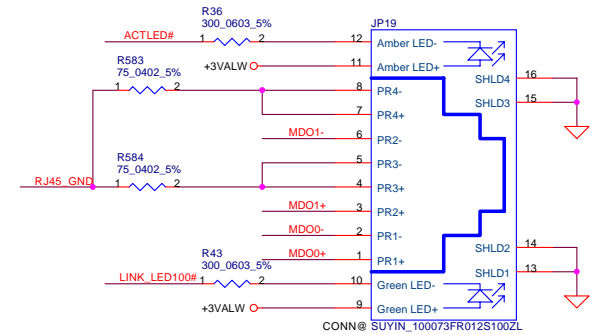 R36
300_0603_5%
JP19
ACTLED#
1
2
12
Amber LED-
+3VALW
11
Amber LED+
SHLD4
16
R583
75_0402_5%
1
2
8
PR4-
SHLD3
15
7
PR4+
MDO1-
6
PR2-
R584
75_0402_5%
5
PR3-
RJ45_GND
1
2
4
PR3+
MDO1+
3
PR2+
MDO0-
2
PR1-
SHLD2
14
R43
300_0603_5%
MDO0+
1
PR1+
SHLD1
13
LINK_LED100#
1
2
10
Green LED-
+3VALW
9
Green LED+
CONN@ SUYIN_100073FR012S100ZL